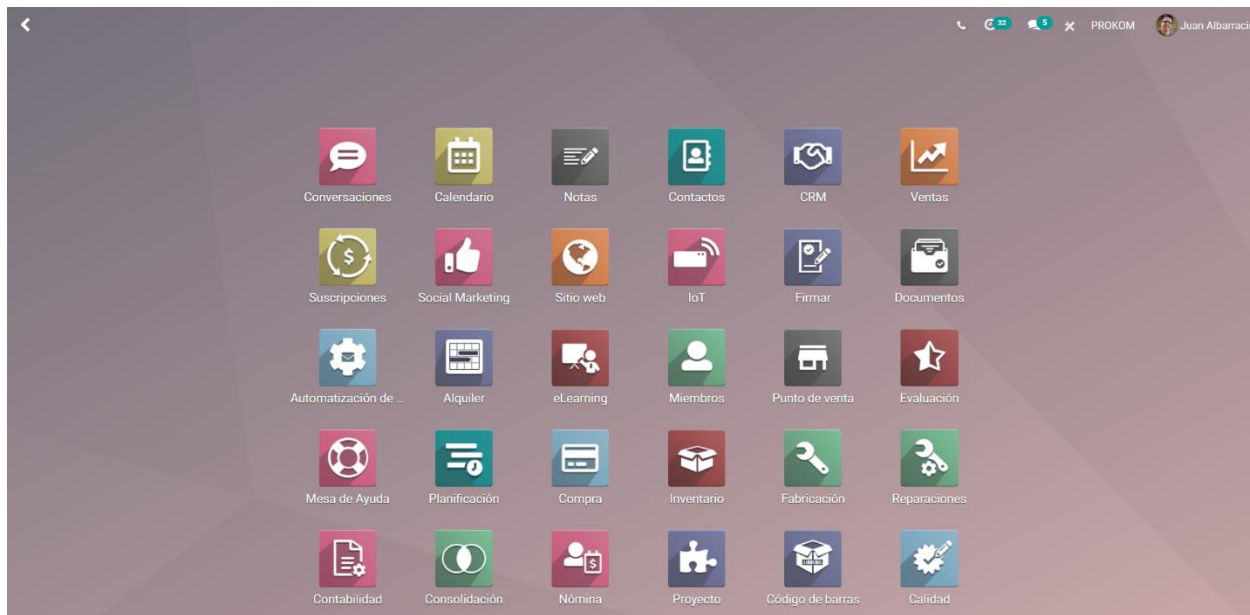 32 5 PROKOM Juan Albarraci
Conversaciones Calendario Notas Contactos CRM Ventas
Suscripciones Social Marketing Sitio web IoT Firmar Documentos
Automatización de ... Alquiler eLearning Miembros Punto de venta Evaluación
Mesa de Ayuda Planificación Compra Inventario Fabricación Reparaciones
Contabilidad Consolidación Nómina Proyecto Código de barras Calidad